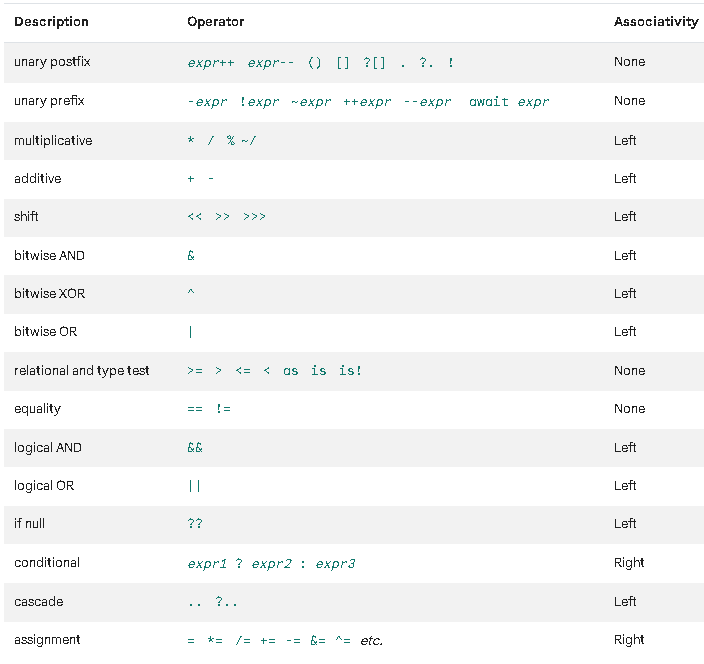 Description Operator Associativity
unary postfix expr++ expr-- () [] ?[] . ?. ! None
unary prefix -expr !expr ~expr ++expr --expr await expr None
multiplicative * / % ~/ Left
additive + - Left
shift << >> >>> Left
bitwise AND & Left
bitwise XOR ^ Left
bitwise OR | Left
relational and type test >= > <= < as is is! None
equality == != None
logical AND && Left
logical OR || Left
if null ?? Left
conditional expr1 ? expr2 : expr3 Right
cascade .. ?.. Left
assignment = *= /= += -= &= ^= etc. Right